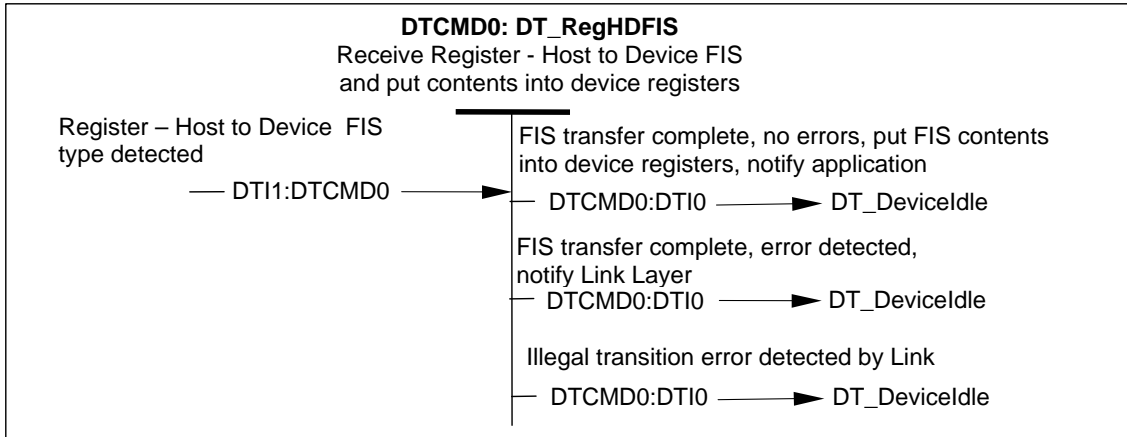 DTCMD0: DT_RegHDFIS
Receive Register - Host to Device FIS
and put contents into device registers
Register – Host to Device FIS
type detected
DTI1:DTCMD0
FIS transfer complete, no errors, put FIS contents
into device registers, notify application
DTCMD0:DTI0 DT_DeviceIdle
FIS transfer complete, error detected,
notify Link Layer
DTCMD0:DTI0 DT_DeviceIdle
Illegal transition error detected by Link
DTCMD0:DTI0 DT_DeviceIdle